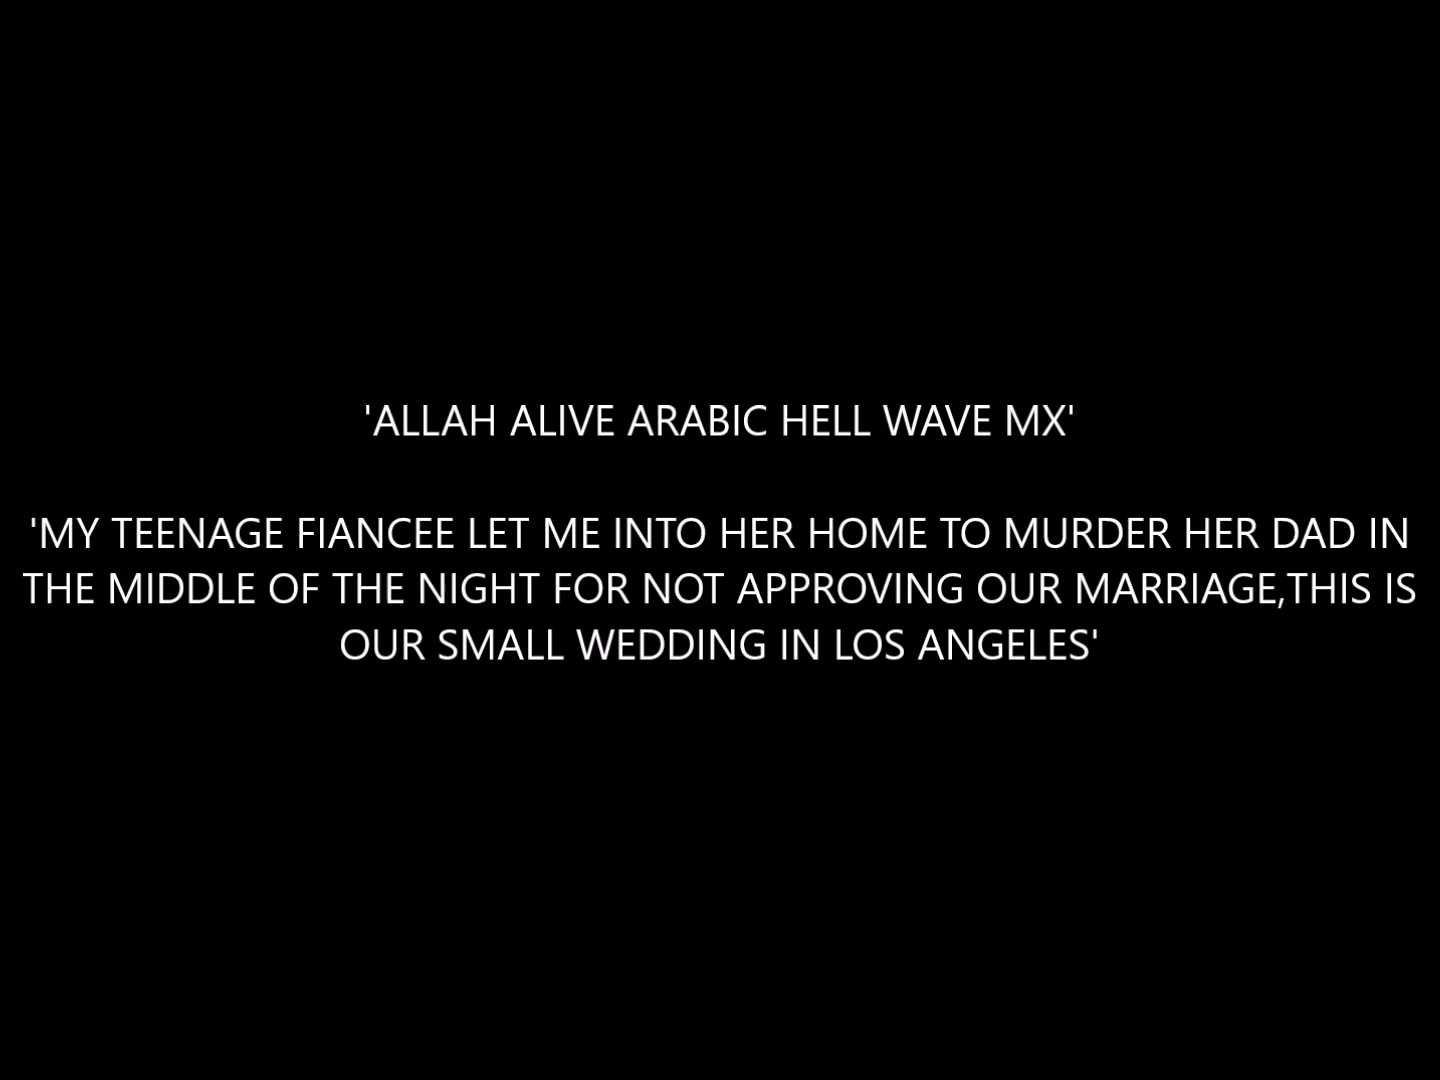 'ALLAH ALIVE ARABIC HELL WAVE MX'
'MY TEENAGE FIANCEE LET ME INTO HER HOME TO MURDER HER DAD IN
THE MIDDLE OF THE NIGHT FOR NOT APPROVING OUR MARRIAGE,THIS IS
OUR SMALL WEDDING IN LOS ANGELES'